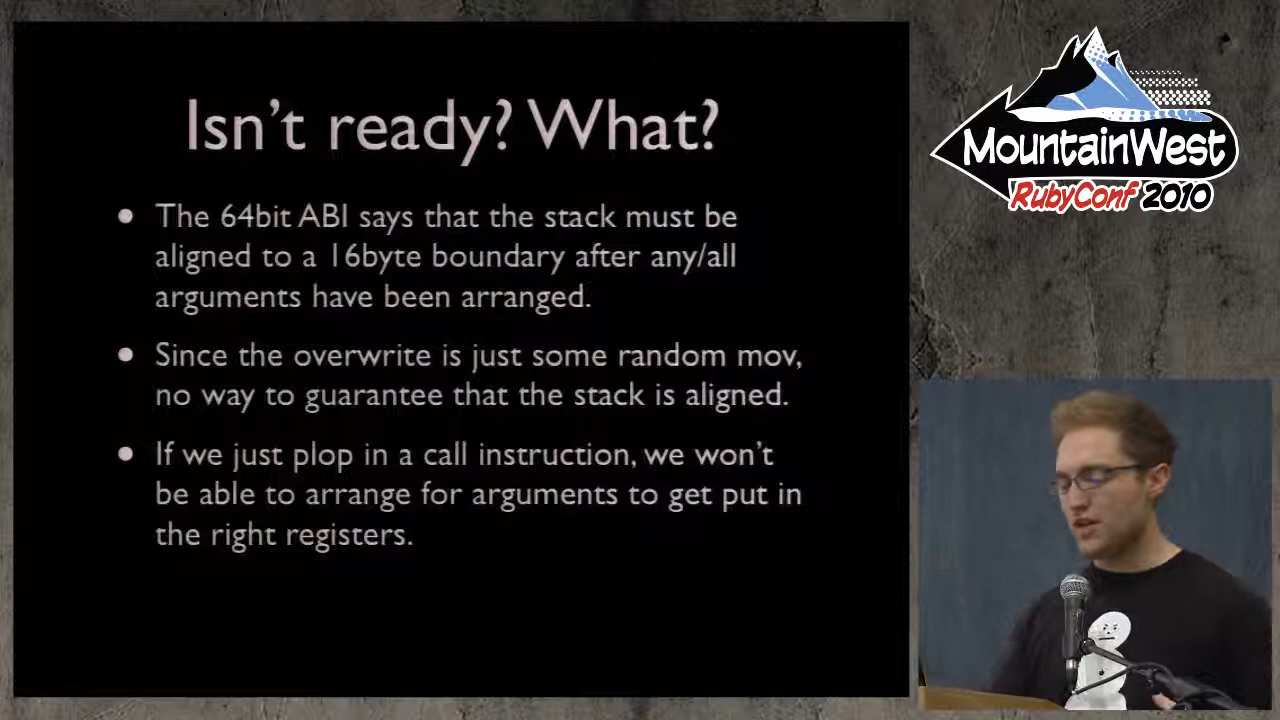 Isn't ready? What?
The 64bit ABI says that the stack must be
aligned to a 16byte boundary after any/all
arguments have been arranged.
Since the overwrite is just some random mov,
no way to guarantee that the stack is aligned.
If we just plop in a call instruction, we won't
be able to arrange for arguments to get put in
the right registers.
MountainWest
RubyConf 2010